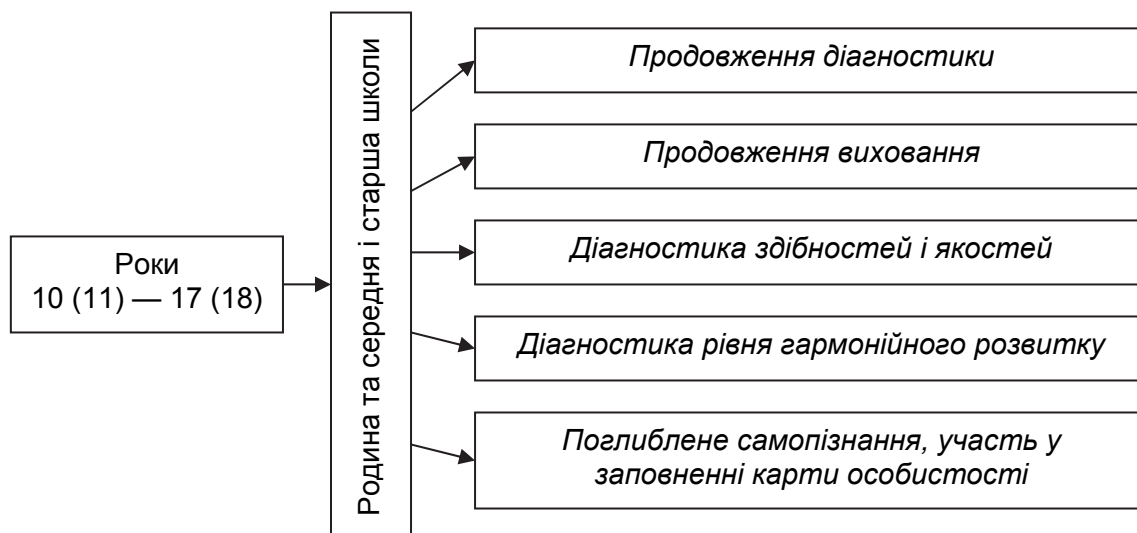 Роки
10 (11) — 17 (18)
Родина та середня і старша школи
Продовження діагностики
Продовження виховання
Діагностика здібностей і якостей
Діагностика рівня гармонійного розвитку
Поглиблене самопізнання, участь у
заповненні карти особистості